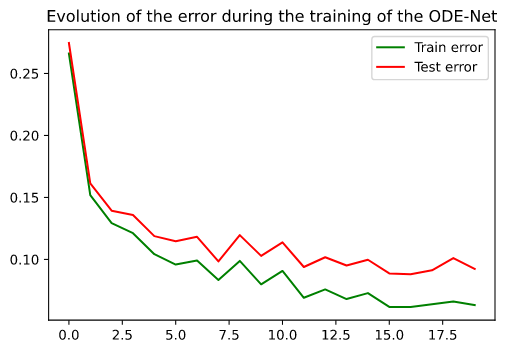 Evolution of the error during the training of the ODE-Net
Train error
Test error
0.25
0.20
0.15
0.10
0.0 2.5 5.0 7.5 10.0 12.5 15.0 17.5